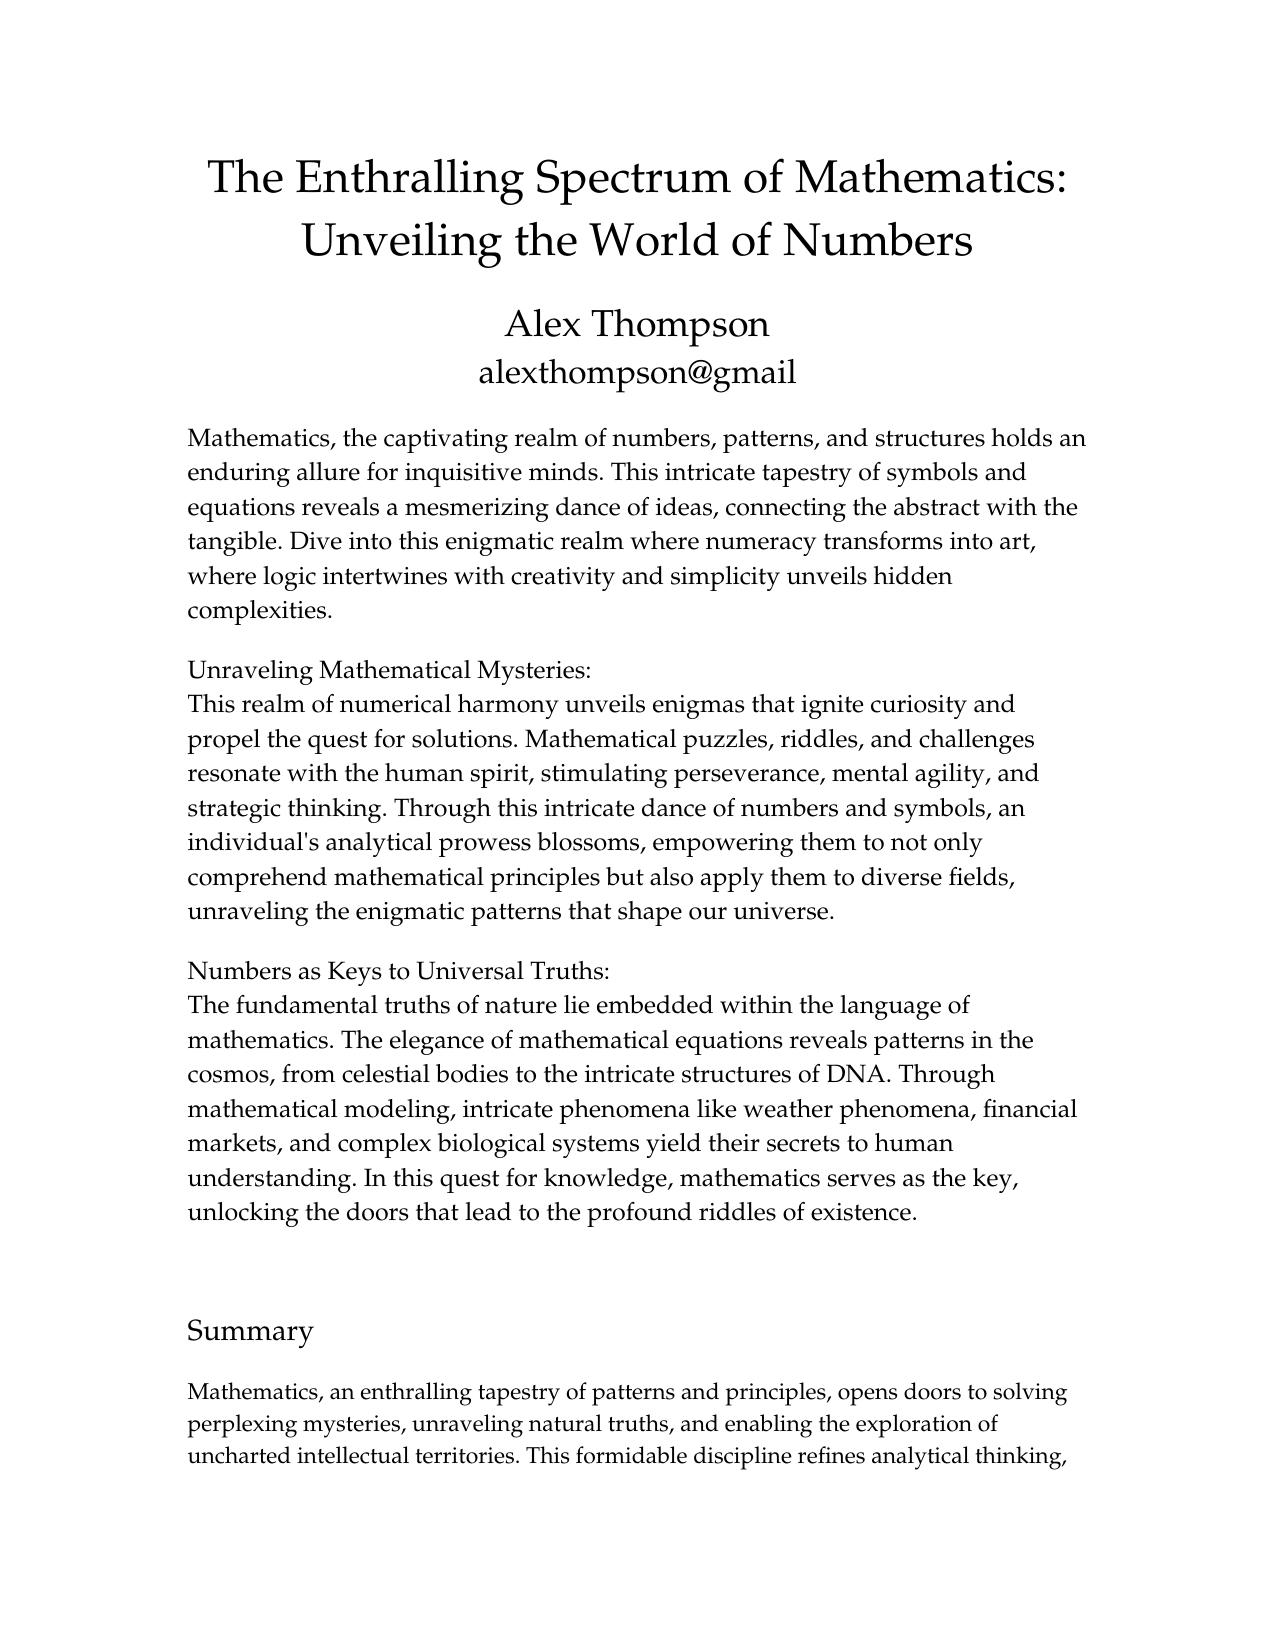 The Enthralling Spectrum of Mathematics:
Unveiling the World of Numbers
Alex Thompson
alexthompson@gmail
Mathematics, the captivating realm of numbers, patterns, and structures holds an
enduring allure for inquisitive minds. This intricate tapestry of symbols and
equations reveals a mesmerizing dance of ideas, connecting the abstract with the
tangible. Dive into this enigmatic realm where numeracy transforms into art,
where logic intertwines with creativity and simplicity unveils hidden
complexities.
Unraveling Mathematical Mysteries:
This realm of numerical harmony unveils enigmas that ignite curiosity and
propel the quest for solutions. Mathematical puzzles, riddles, and challenges
resonate with the human spirit, stimulating perseverance, mental agility, and
strategic thinking. Through this intricate dance of numbers and symbols, an
individual's analytical prowess blossoms, empowering them to not only
comprehend mathematical principles but also apply them to diverse fields,
unraveling the enigmatic patterns that shape our universe.
Numbers as Keys to Universal Truths:
The fundamental truths of nature lie embedded within the language of
mathematics. The elegance of mathematical equations reveals patterns in the
cosmos, from celestial bodies to the intricate structures of DNA. Through
mathematical modeling, intricate phenomena like weather phenomena, financial
markets, and complex biological systems yield their secrets to human
understanding. In this quest for knowledge, mathematics serves as the key,
unlocking the doors that lead to the profound riddles of existence.
Summary
Mathematics, an enthralling tapestry of patterns and principles, opens doors to solving
perplexing mysteries, unraveling natural truths, and enabling the exploration of
uncharted intellectual territories. This formidable discipline refines analytical thinking,